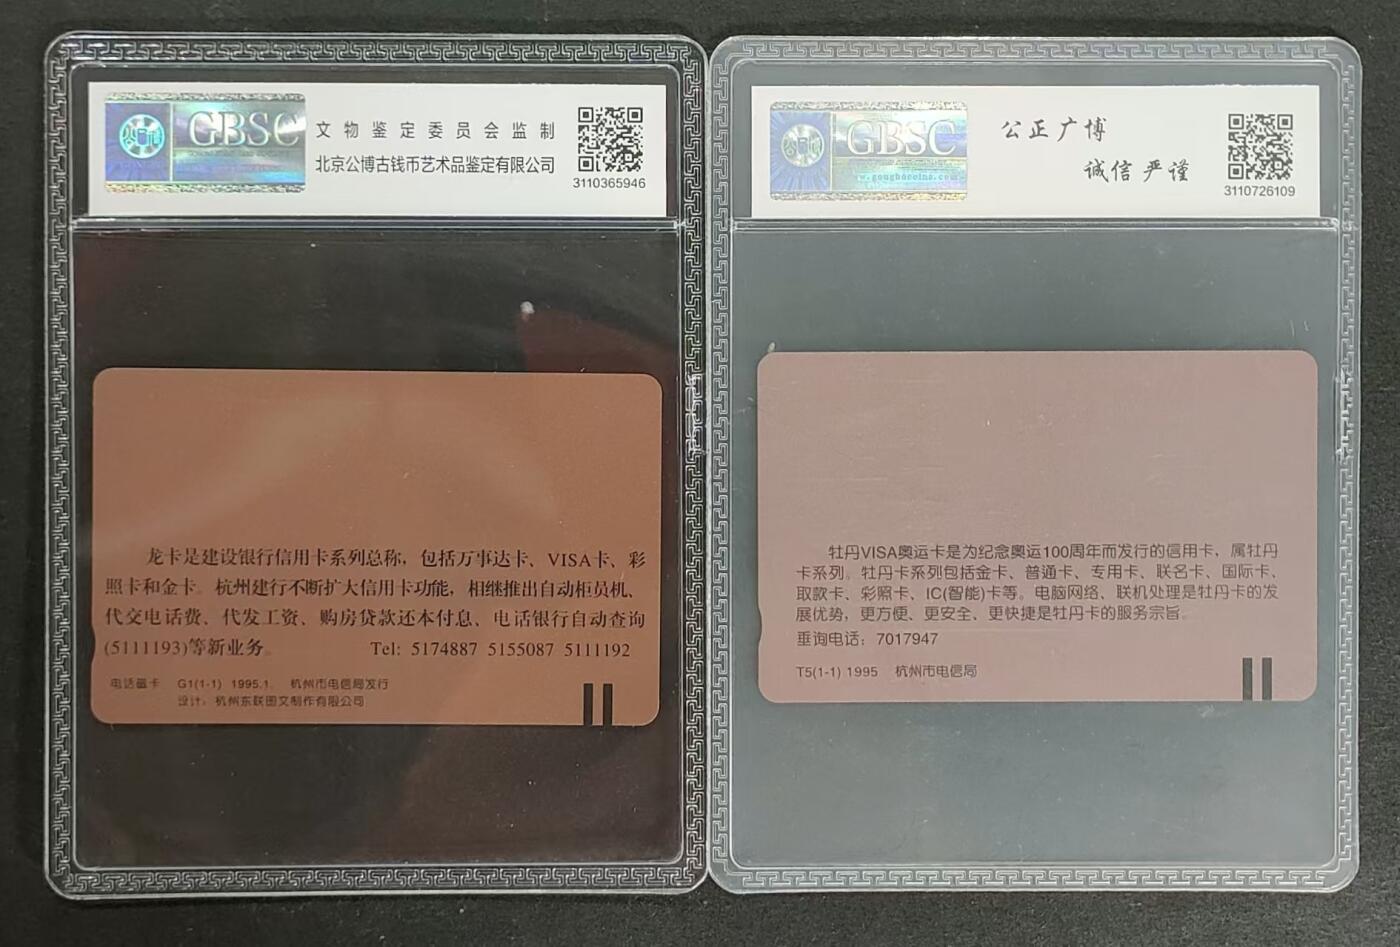 GBSC
文物鉴定委员会监制
北京公博古钱币艺术品鉴定有限公司
3110365946
龙卡是建设银行信用卡系列总称，包括万事达卡、VISA卡、彩
照卡和金卡。杭州建行不断扩大信用卡功能，相继推出自动柜员机、
代交电话费、代发工资、购房贷款还本付息、电话银行自动查询
(5111193)等新业务。 Tel: 5174887 5155087 5111192
电话磁卡 G1(1-1) 1995.1. 杭州市电信局发行
设计：杭州东联图文制作有限公司
GBSC
www.gongbocoins.com
公正广博
诚信严谨
3110726109
牡丹VISA奥运卡是为纪念奥运100周年而发行的信用卡，属牡丹
卡系列。牡丹卡系列包括金卡、普通卡、专用卡、联名卡、国际卡、
取款卡、彩照卡、IC(智能)卡等。电脑网络、联机处理是牡丹卡的发
展优势，更方便、更安全、更快捷是牡丹卡的服务宗旨。
垂询电话：7017947
T5(1-1) 1995 杭州市电信局